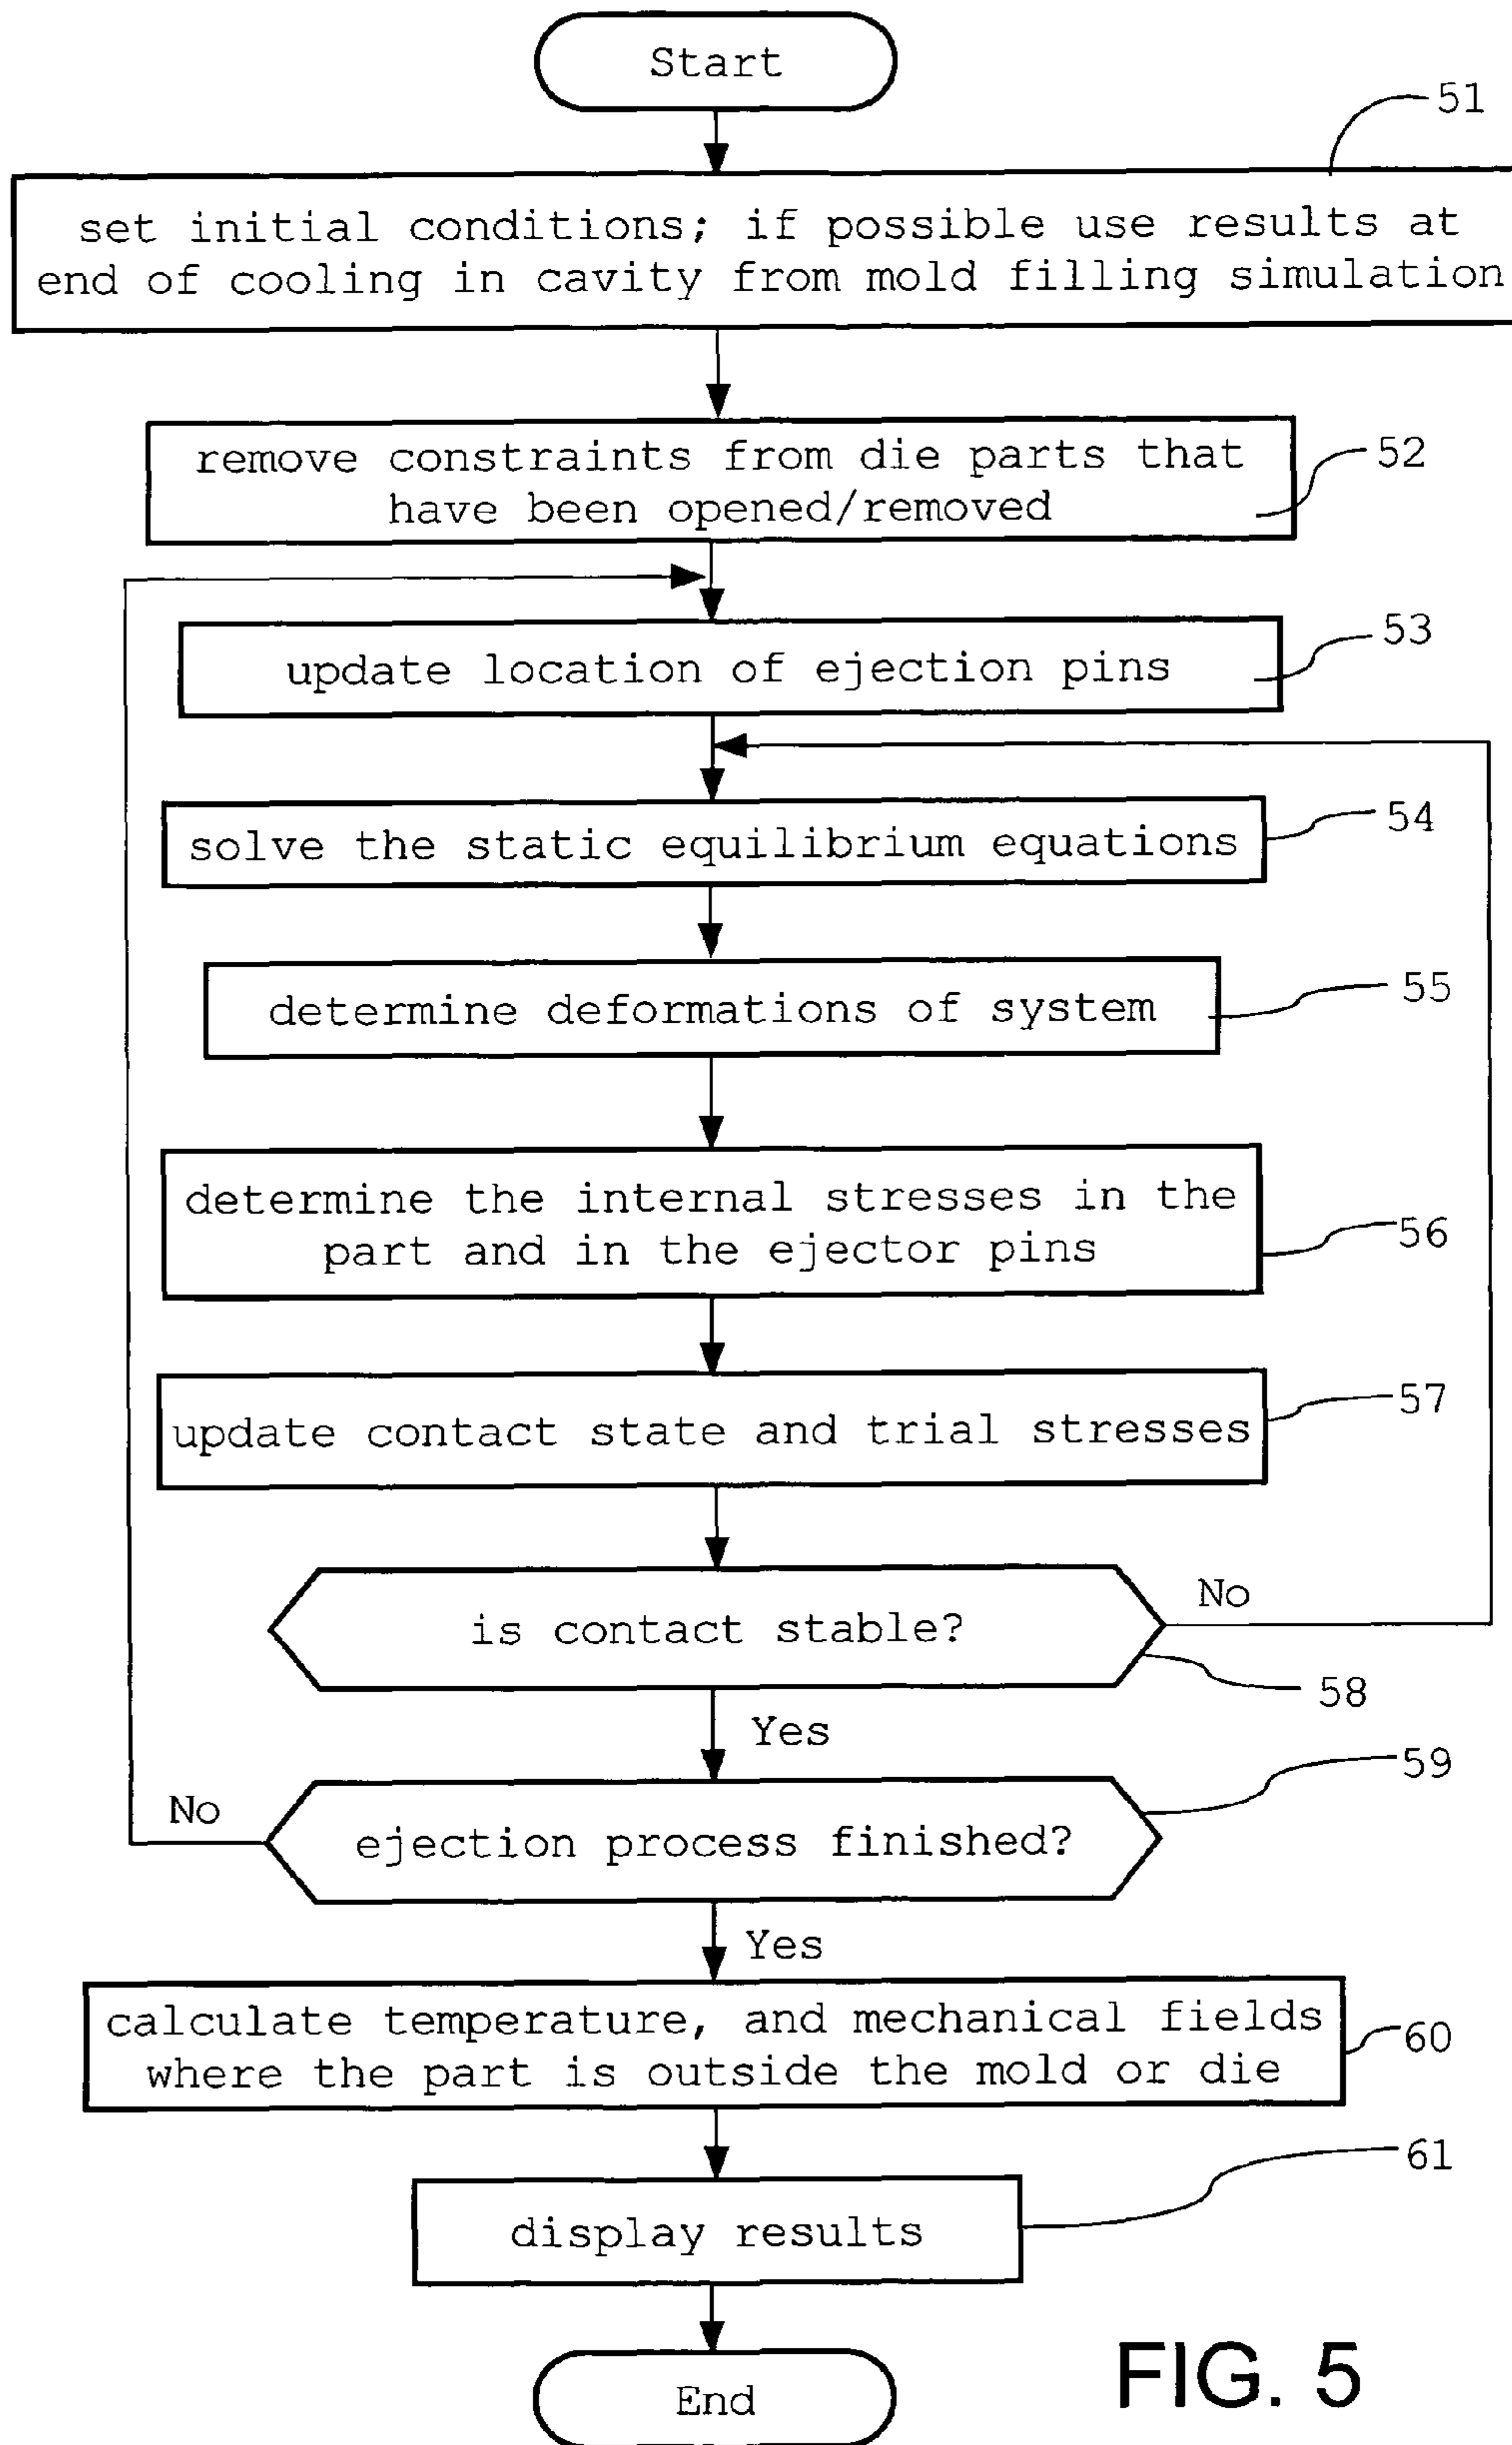 Start
51
set initial conditions; if possible use results at
end of cooling in cavity from mold filling simulation
remove constraints from die parts that
have been opened/removed
52
update location of ejection pins
53
solve the static equilibrium equations
54
determine deformations of system
55
determine the internal stresses in the
part and in the ejector pins
56
update contact state and trial stresses
57
is contact stable?
No
58
Yes
59
No
ejection process finished?
Yes
calculate temperature, and mechanical fields
where the part is outside the mold or die
60
61
display results
End
FIG. 5